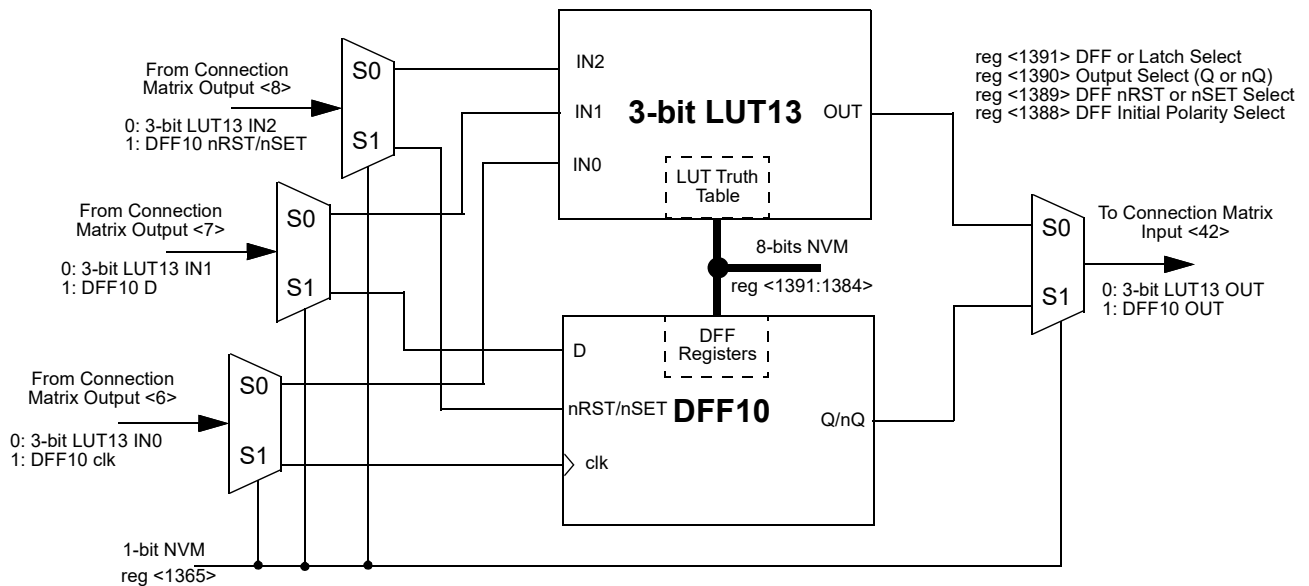 From Connection
Matrix Output <8>
0: 3-bit LUT13 IN2
1: DFF10 nRST/nSET
S0
S1
From Connection
Matrix Output <7>
0: 3-bit LUT13 IN1
1: DFF10 D
S0
S1
From Connection
Matrix Output <6>
0: 3-bit LUT13 IN0
1: DFF10 clk
S0
S1
1-bit NVM
reg <1365>
IN2
IN1
IN0
3-bit LUT13
OUT
LUT Truth
Table
8-bits NVM
reg <1391:1384>
DFF
Registers
D
nRST/nSET
clk
DFF10
Q/nQ
reg <1391> DFF or Latch Select
reg <1390> Output Select (Q or nQ)
reg <1389> DFF nRST or nSET Select
reg <1388> DFF Initial Polarity Select
S0
S1
To Connection Matrix
Input <42>
0: 3-bit LUT13 OUT
1: DFF10 OUT